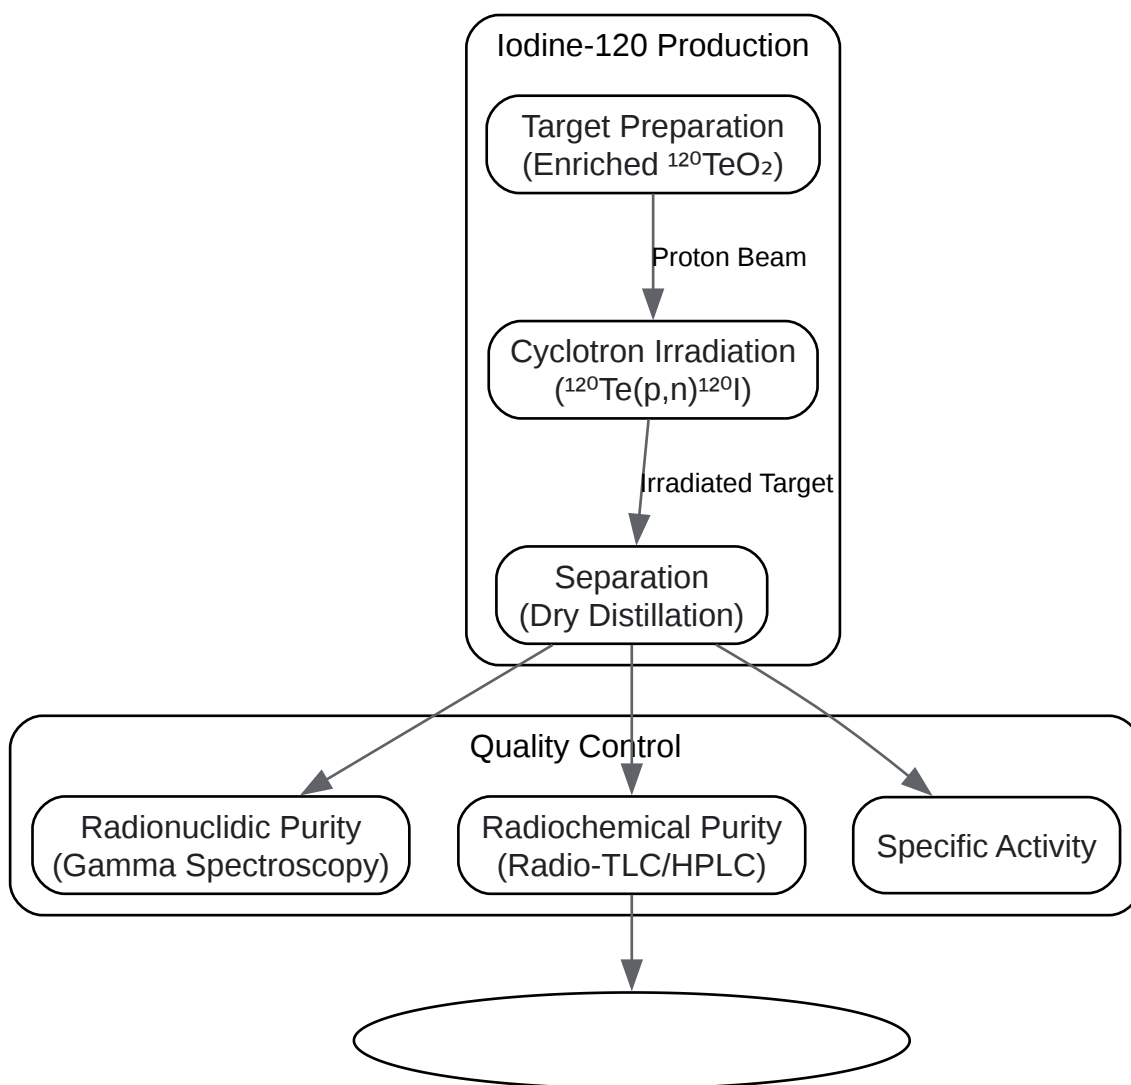 Iodine-120 Production
Target Preparation
(Enriched ¹²⁰TeO₂)
Proton Beam
Cyclotron Irradiation
(¹²⁰Te(p,n)¹²⁰I)
Irradiated Target
Separation
(Dry Distillation)
Quality Control
Radionuclidic Purity
(Gamma Spectroscopy)
Radiochemical Purity
(Radio-TLC/HPLC)
Specific Activity